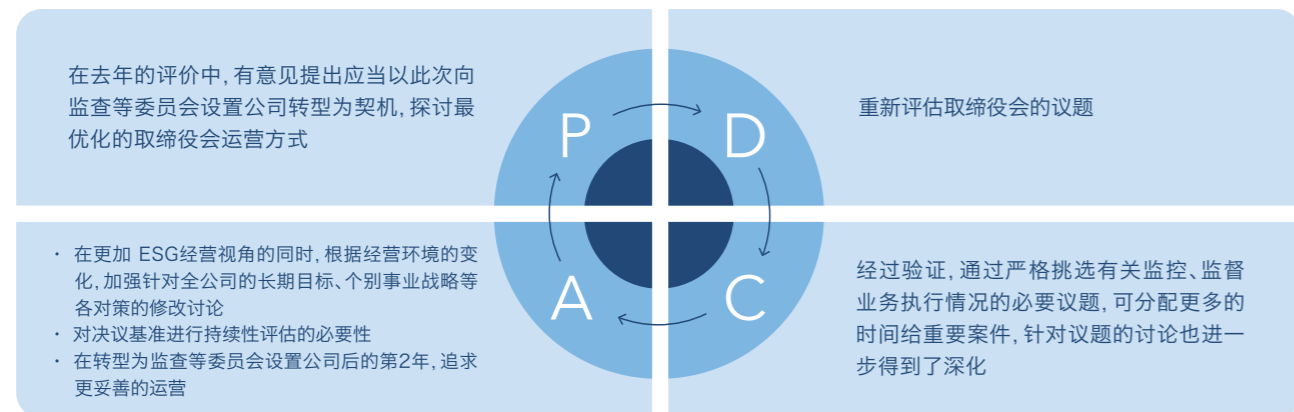 在去年的评价中,有意见提出应当以此次向
监查等委员会设置公司转型为契机,探讨最
优化的取缔役会运营方式
P
D
重新评估取缔役会的议题
・ 在更加 ESG经营视角的同时,根据经营环境的变
化,加强针对全公司的长期目标、个别事业战略等
各对策的修改讨论
・ 对决议基准进行持续性评估的必要性
・ 在转型为监查等委员会设置公司后的第2年,追求
更妥善的运营
A
C
经过验证,通过严格挑选有关监控、监督
业务执行情况的必要议题,可分配更多的
时间给重要案件,针对议题的讨论也进一
步得到了深化